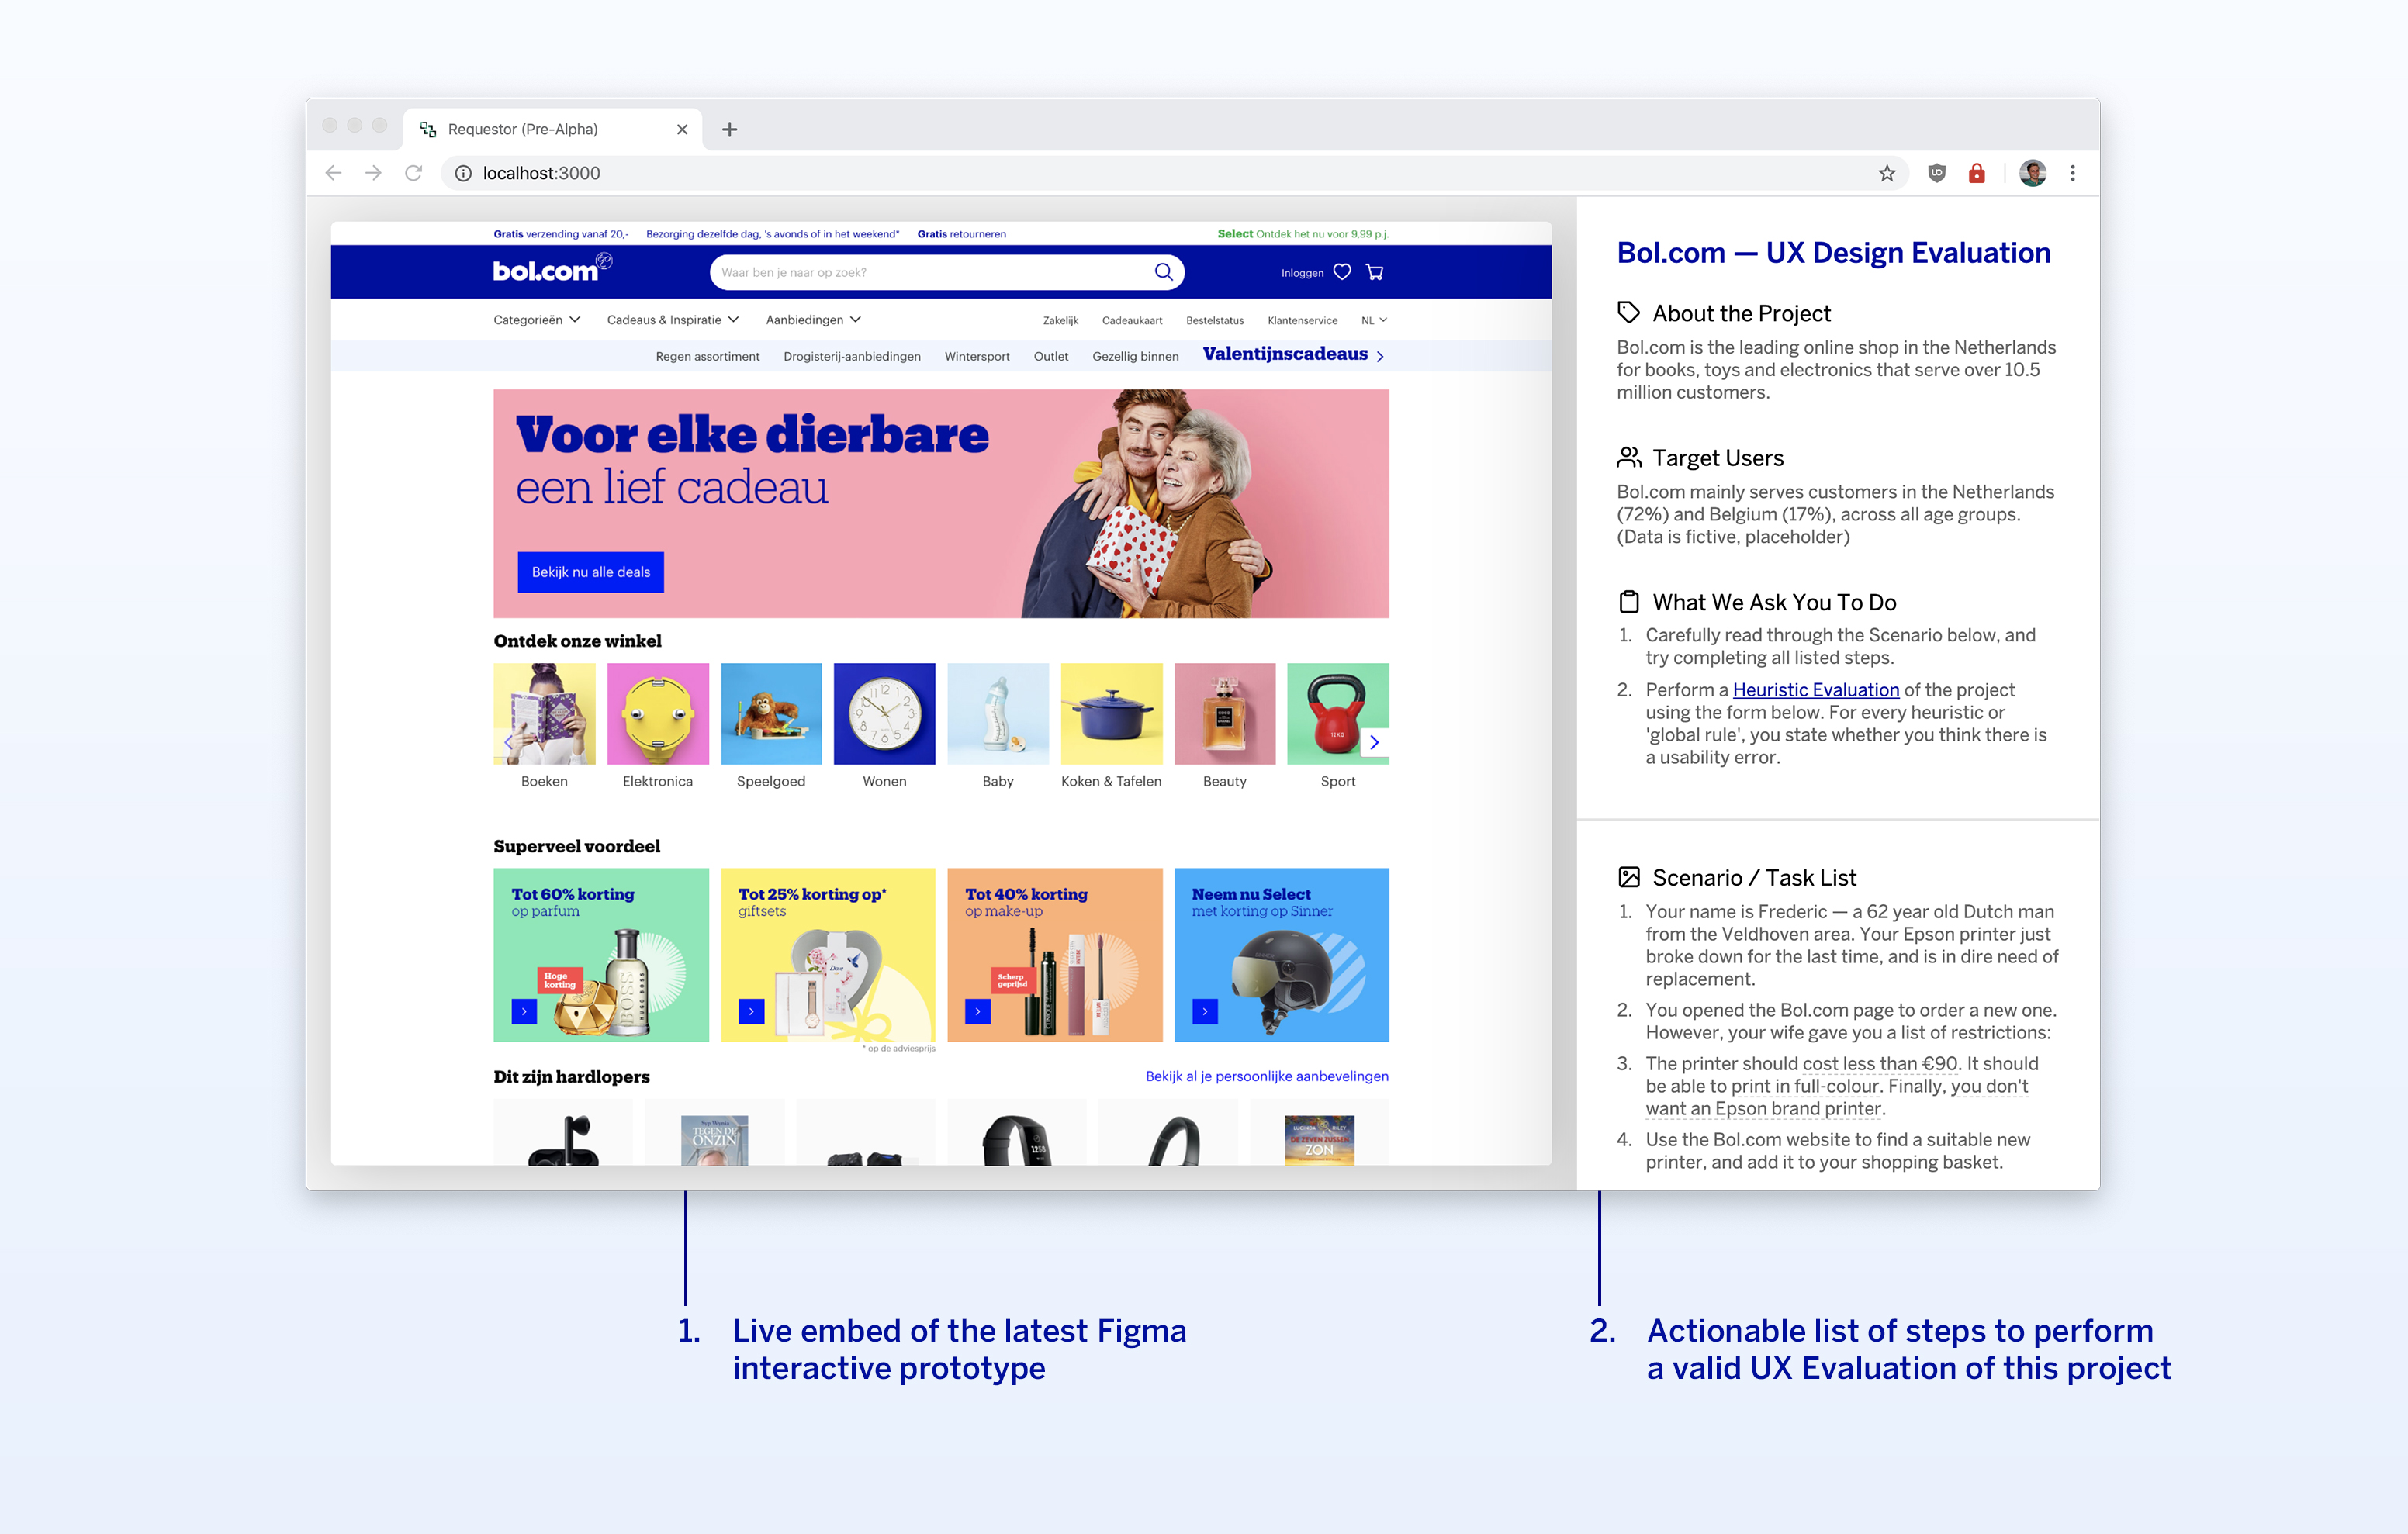 Requestor (Pre-Alpha)
localhost:3000
Gratis verzending vanaf 20,- Bezorging dezelfde dag, 's avonds of in het weekend* Gratis retourneren Select Ontdek het nu voor 9,99 p.j.
bol.com
Waar ben je naar op zoek?
Inloggen
Categorieën Cadeaus & Inspiratie Aanbiedingen Zakelijk Cadeaukaart Bestelstatus Klantenservice NL
Regen assortiment Drogisterij-aanbiedingen Wintersport Outlet Gezellig binnen Valentijnscadeaus
Voor elke dierbare
een lief cadeau
Bekijk nu alle deals
Ontdek onze winkel
12KG
Boeken Elektronica Speelgoed Wonen Baby Koken & Tafelen Beauty Sport
Superveel voordeel
Tot 60% korting
op parfum
Hoge
korting
BOSS
HUGO BOSS
Tot 25% korting op*
giftsets
Dove
* op de adviesprijs
Tot 40% korting
op make-up
Scherp
geprijsd
Neem nu Select
met korting op Sinner
Dit zijn hardlopers
Bekijk al je persoonlijke aanbevelingen
Sup Wynia
TEGEN DE
ONZIN
LUCINDA RILEY
DE ZEVEN ZUSSEN
ZON
Bol.com — UX Design Evaluation
About the Project
Bol.com is the leading online shop in the Netherlands
for books, toys and electronics that serve over 10.5
million customers.
Target Users
Bol.com mainly serves customers in the Netherlands
(72%) and Belgium (17%), across all age groups.
(Data is fictive, placeholder)
What We Ask You To Do
1. Carefully read through the Scenario below, and
try completing all listed steps.
2. Perform a Heuristic Evaluation of the project
using the form below. For every heuristic or
'global rule', you state whether you think there is
a usability error.
Scenario / Task List
1. Your name is Frederic — a 62 year old Dutch man
from the Veldhoven area. Your Epson printer just
broke down for the last time, and is in dire need of
replacement.
2. You opened the Bol.com page to order a new one.
However, your wife gave you a list of restrictions:
3. The printer should cost less than €90. It should
be able to print in full-colour. Finally, you don't
want an Epson brand printer.
4. Use the Bol.com website to find a suitable new
printer, and add it to your shopping basket.
1. Live embed of the latest Figma
interactive prototype
2. Actionable list of steps to perform
a valid UX Evaluation of this project